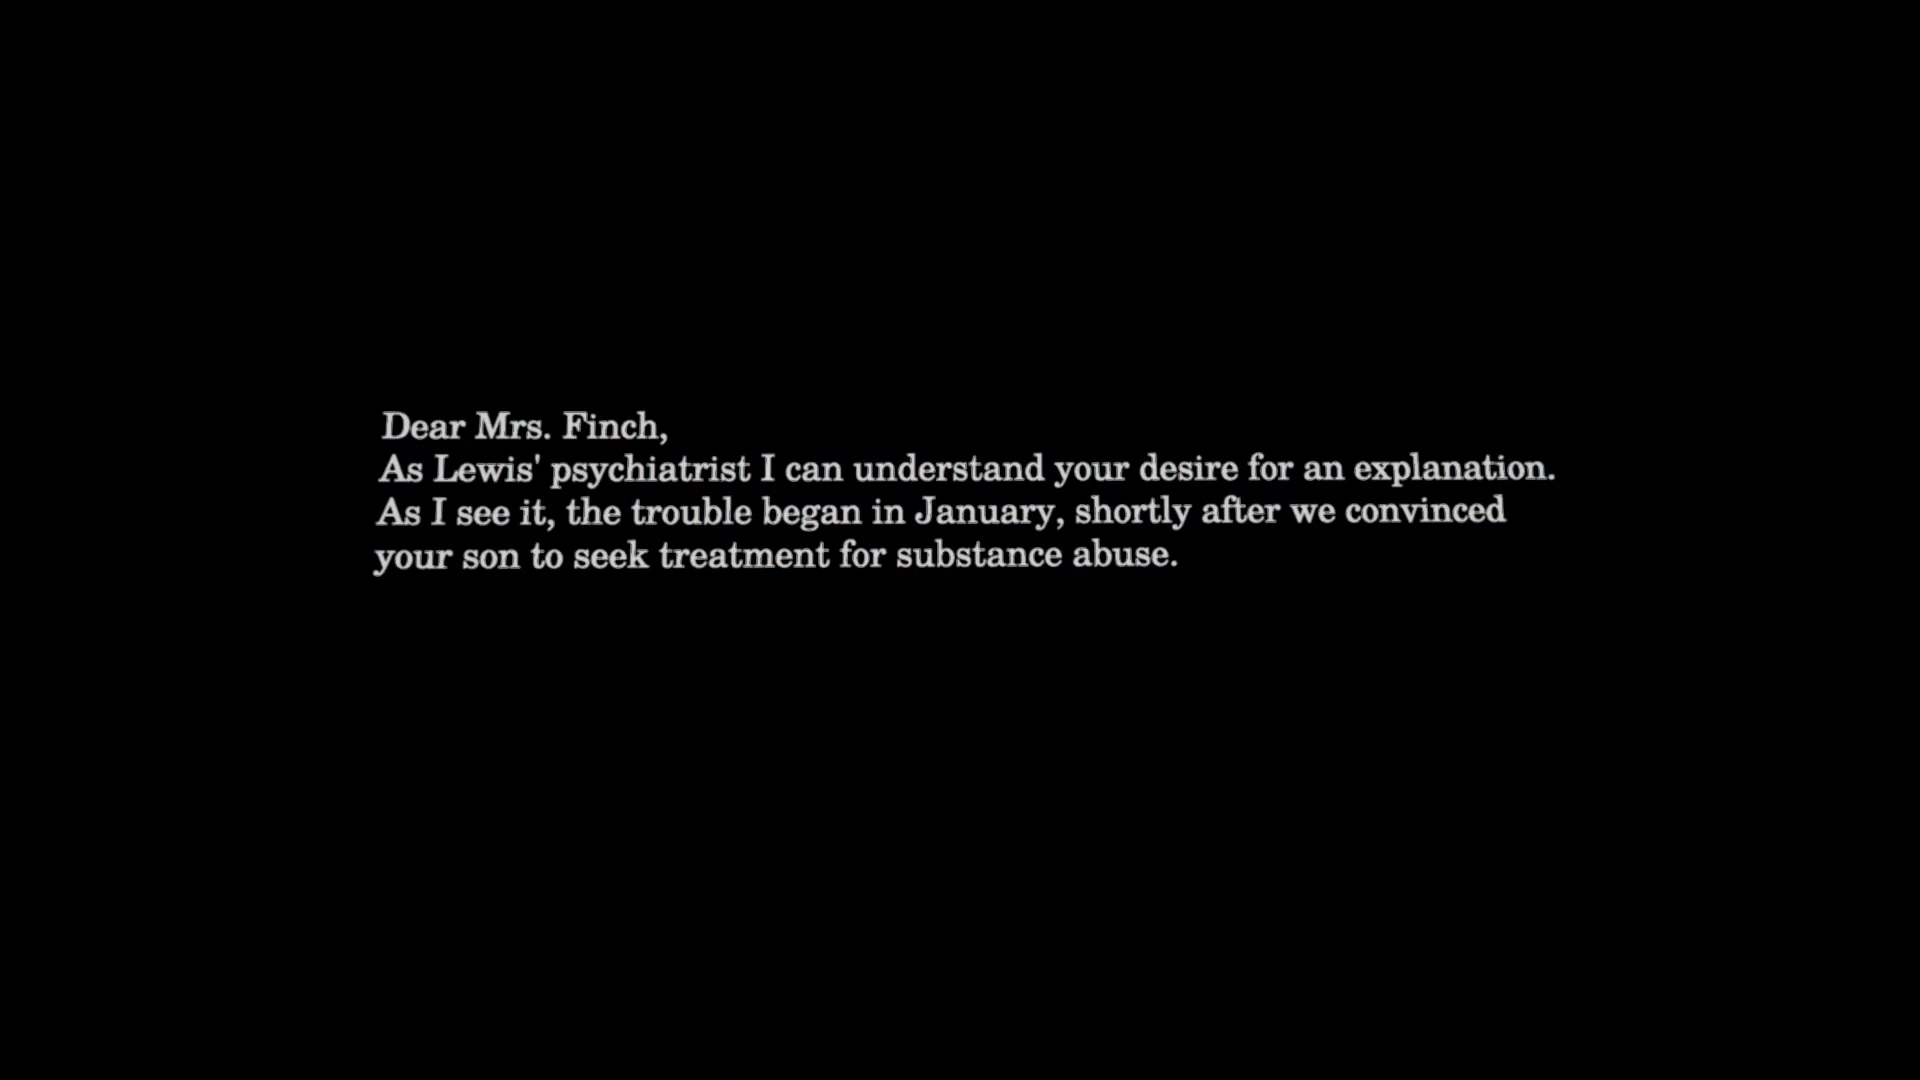 Dear Mrs. Finch,
As Lewis' psychiatrist I can understand your desire for an explanation.
As I see it, the trouble began in January, shortly after we convinced
your son to seek treatment for substance abuse.